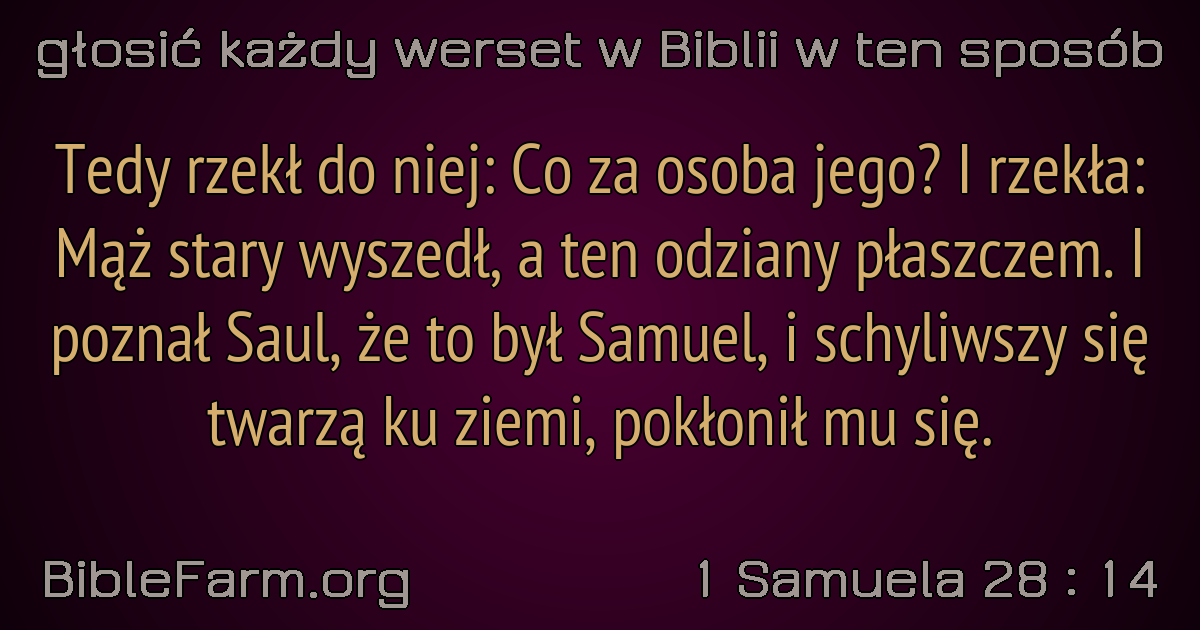 głosić każdy werset w Biblii w ten sposób
Tedy rzekł do niej: Co za osoba jego? I rzekła:
Mąż stary wyszedł, a ten odziany płaszczem. I
poznał Saul, że to był Samuel, i schyliwszy się
twarzą ku ziemi, pokłonił mu się.
BibleFarm.org
1 Samuela 28 : 14